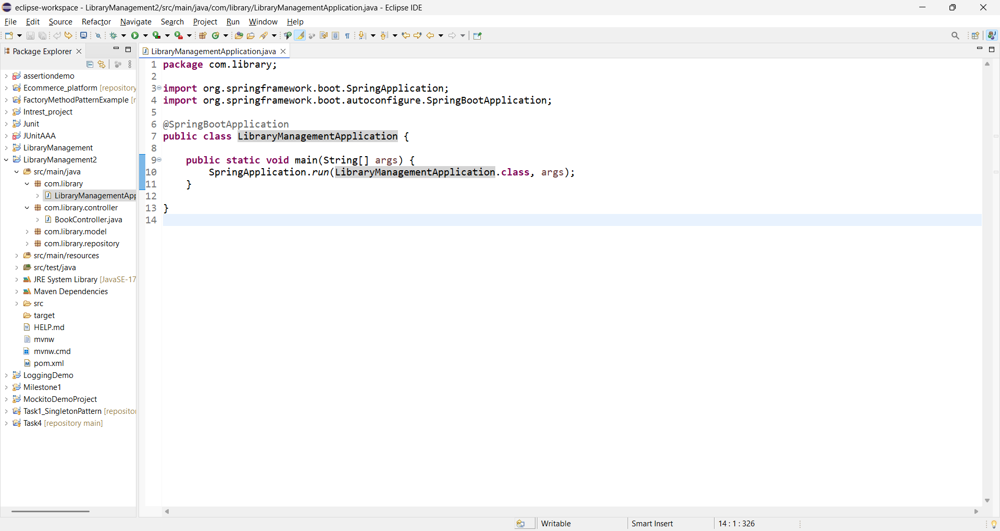 eclipse-workspace - LibraryManagement2/src/main/java/com/library/LibraryManagementApplication.java - Eclipse IDE
File Edit Source Refactor Navigate Search Project Run Window Help
Package Explorer
assertiondemo
Ecommerce_platform [repository
FactoryMethodPatternExample [r
Intrest_project
Junit
JUnitAAA
LibraryManagement
LibraryManagement2
src/main/java
com.library
LibraryManagementApp
com.library.controller
BookController.java
com.library.model
com.library.repository
src/main/resources
src/test/java
JRE System Library [JavaSE-17
Maven Dependencies
src
target
HELP.md
mvnw
mvnw.cmd
pom.xml
LoggingDemo
Milestone1
MockitoDemoProject
Task1_SingletonPattern [reposito
Task4 [repository main]
LibraryManagementApplication.java
1 package com.library;
2
3 import org.springframework.boot.SpringApplication;
4 import org.springframework.boot.autoconfigure.SpringBootApplication;
5
6 @SpringBootApplication
7 public class LibraryManagementApplication {
8
9     public static void main(String[] args) {
10         SpringApplication.run(LibraryManagementApplication.class, args);
11     }
12
13 }
14
Writable Smart Insert 14 : 1 : 326